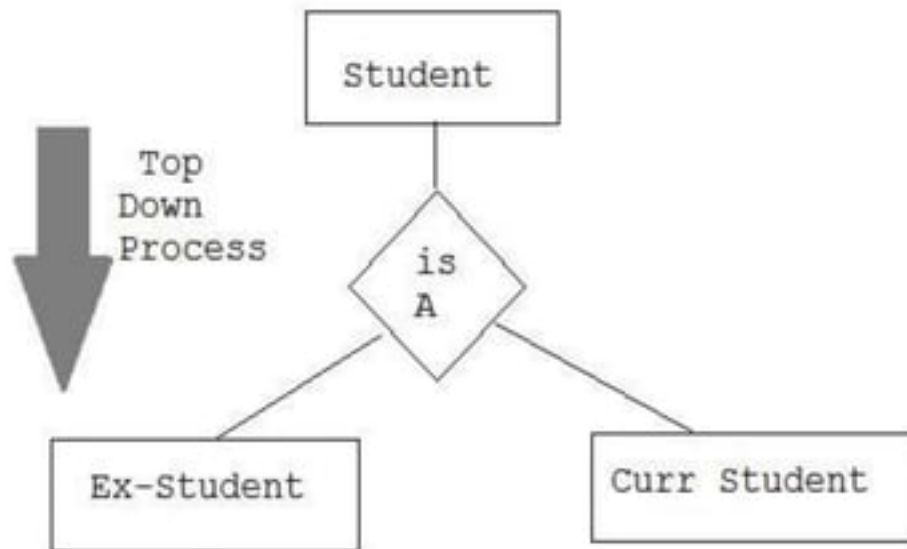 Student
Top
Down
Process
is
A
Ex-Student
Curr Student